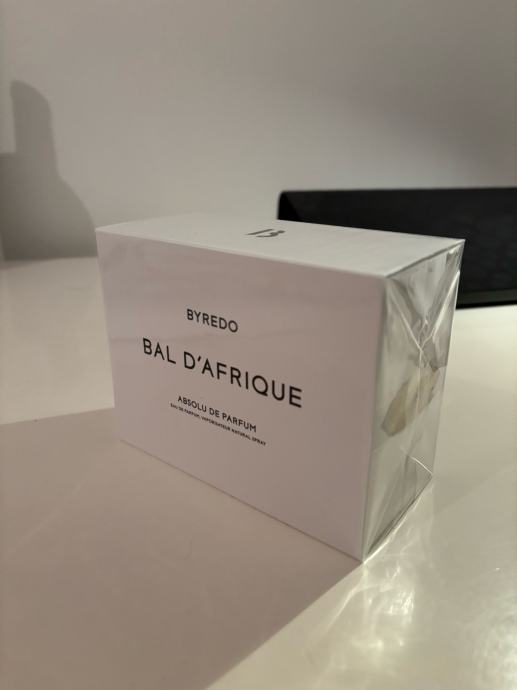 BYREDO
BAL D'AFRIQUE
ABSOLU DE PARFUM
EAU DE PARFUM, VAPORISATEUR NATURAL SPRAY